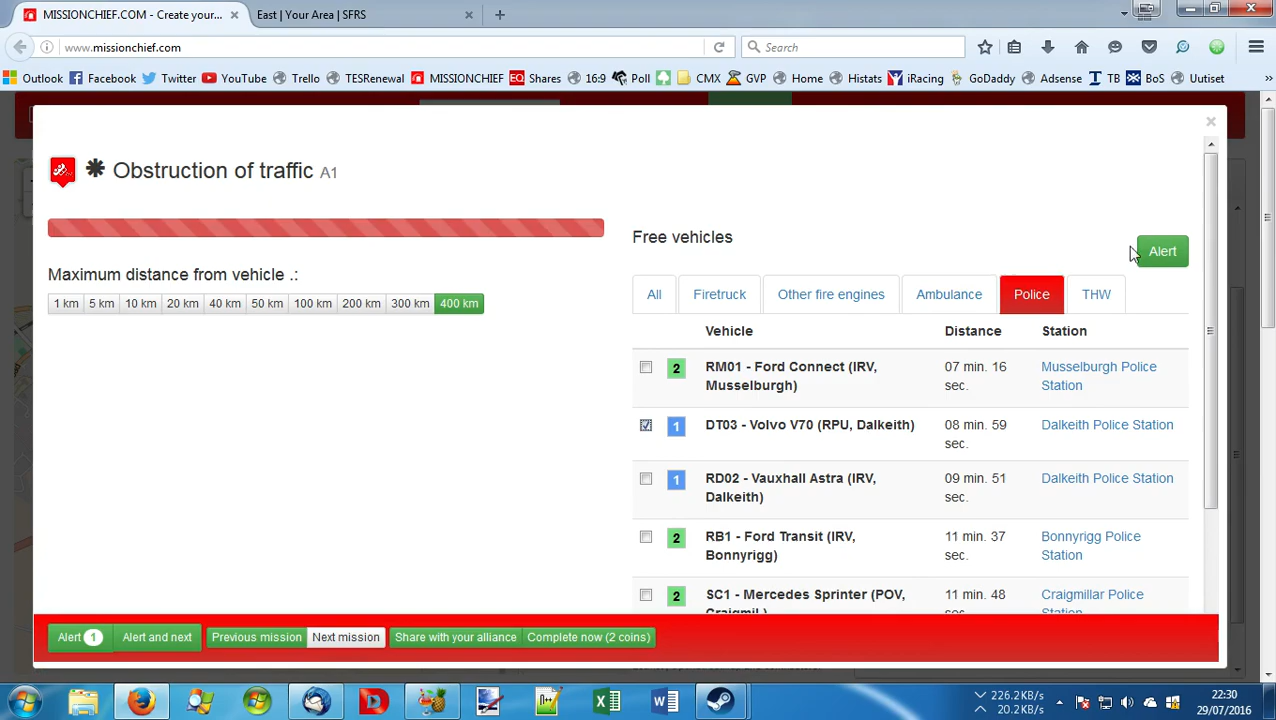 MISSIONCHIEF.COM - Create your...
East | Your Area | SFRS
www.missionchief.com
Search
Outlook Facebook Twitter YouTube Trello TESRenewal MISSIONCHIEF EQ Shares 16:9 Poll CMX GVP Home Histats iRacing GoDaddy Adsense TB BoS Uutiset »
Obstruction of traffic A1
Free vehicles
Alert
Maximum distance from vehicle .:
1 km 5 km 10 km 20 km 40 km 50 km 100 km 200 km 300 km 400 km
All Firetruck Other fire engines Ambulance Police THW
Vehicle Distance Station
2 RM01 - Ford Connect (IRV, 07 min. 16 Musselburgh Police
Musselburgh) sec. Station
1 DT03 - Volvo V70 (RPU, Dalkeith) 08 min. 59 Dalkeith Police Station
sec.
1 RD02 - Vauxhall Astra (IRV, 09 min. 51 Dalkeith Police Station
Dalkeith) sec.
2 RB1 - Ford Transit (IRV, 11 min. 37 Bonnyrigg Police
Bonnyrigg) sec. Station
2 SC1 - Mercedes Sprinter (POV, 11 min. 48 Craigmillar Police
Craigmil.) sec. Station
Alert 1 Alert and next Previous mission Next mission Share with your alliance Complete now (2 coins)
226.2KB/s
20.2KB/s
22:30
29/07/2016